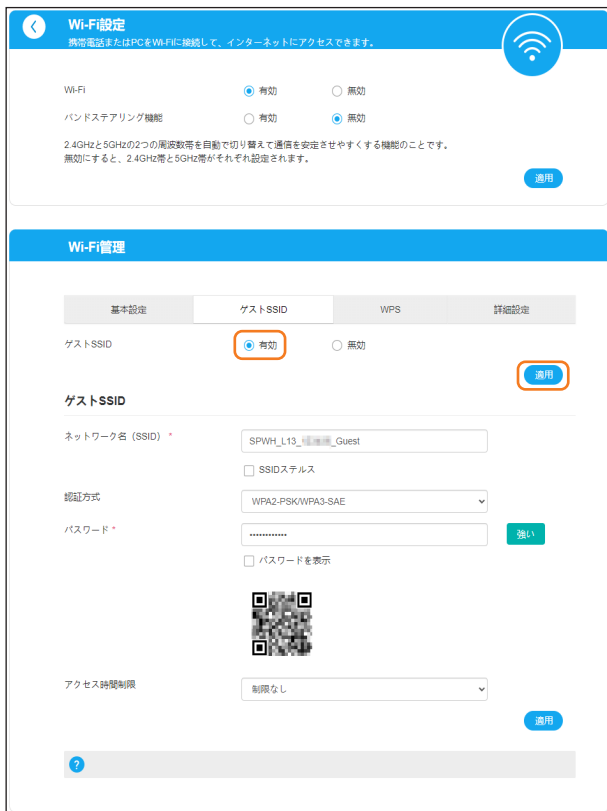 Wi-Fi設定
携帯電話またはPCをWi-Fiに接続して、インターネットにアクセスできます。
Wi-Fi 有効 無効
バンドステアリング機能 有効 無効
2.4GHzと5GHzの2つの周波数帯を自動で切り替えて通信を安定させやすくする機能のことです。
無効にすると、2.4GHz帯と5GHz帯がそれぞれ設定されます。
適用
Wi-Fi管理
基本設定 ゲストSSID WPS 詳細設定
ゲストSSID 有効 無効
適用
ゲストSSID
ネットワーク名（SSID） * SPWH_L13_ _Guest
SSIDステルス
認証方式 WPA2-PSK/WPA3-SAE
パスワード * ············ 強い
パスワードを表示
アクセス時間制限 制限なし
適用
?